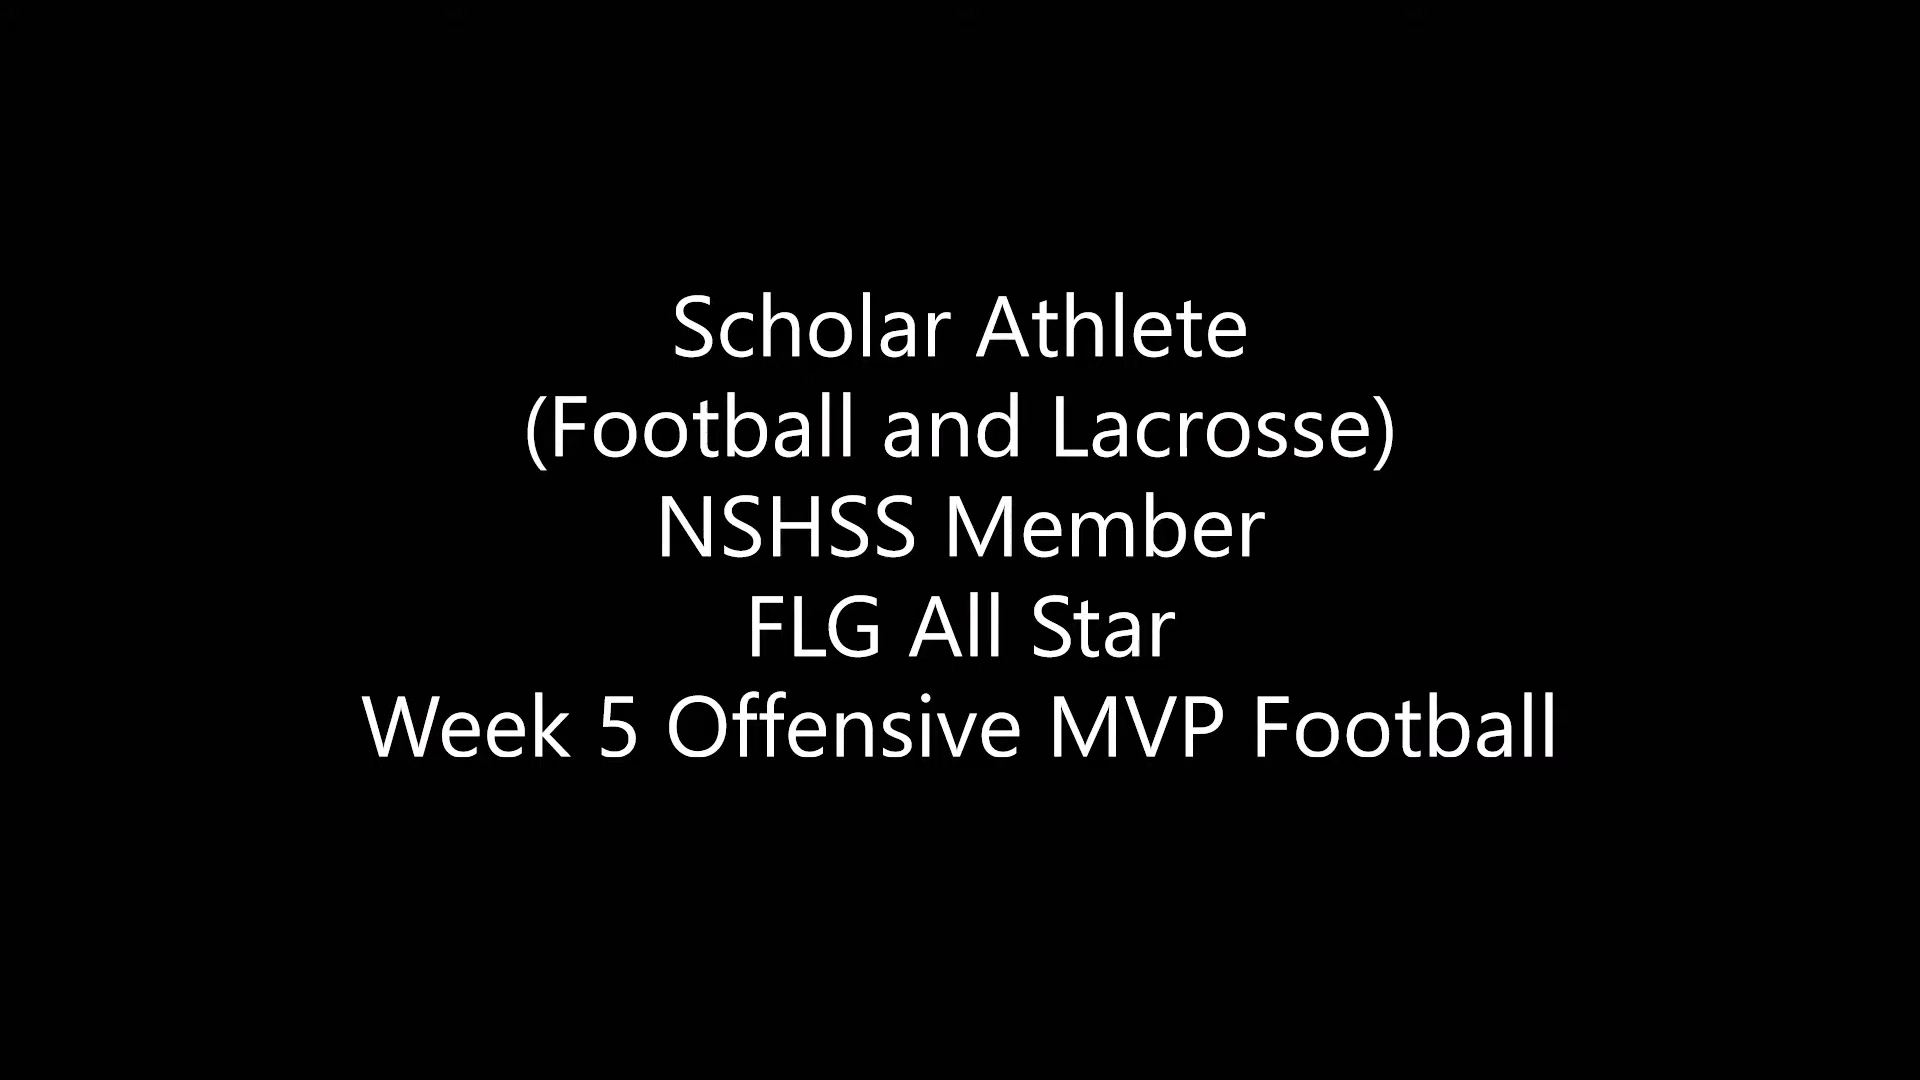 Scholar Athlete
(Football and Lacrosse)
NSHSS Member
FLG All Star
Week 5 Offensive MVP Football